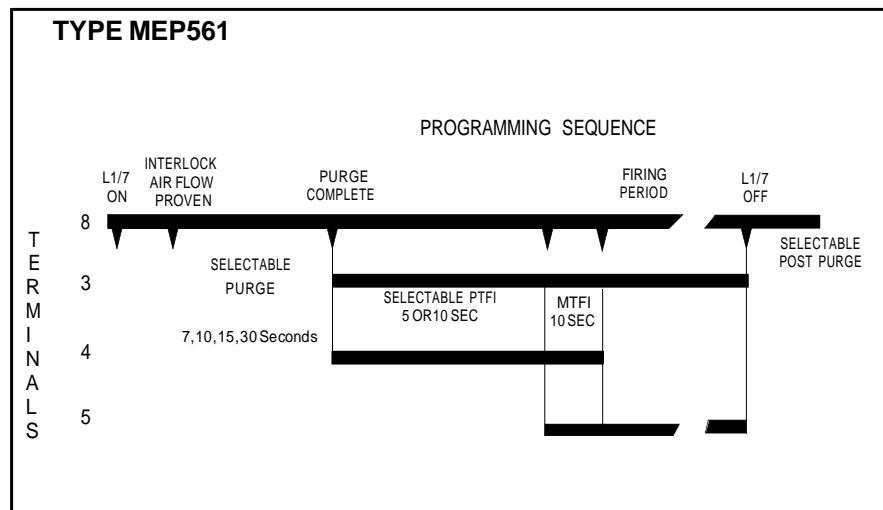 TYPE MEP561
PROGRAMMING SEQUENCE
L1/7
ON
INTERLOCK
AIR FLOW
PROVEN
PURGE
COMPLETE
FIRING
PERIOD
L1/7
OFF
TERMINALS
8
SELECTABLE
POST PURGE
3
SELECTABLE
PURGE
SELECTABLE PTFI
5 OR10 SEC
MTFI
10 SEC
7,10,15,30 Seconds
4
5